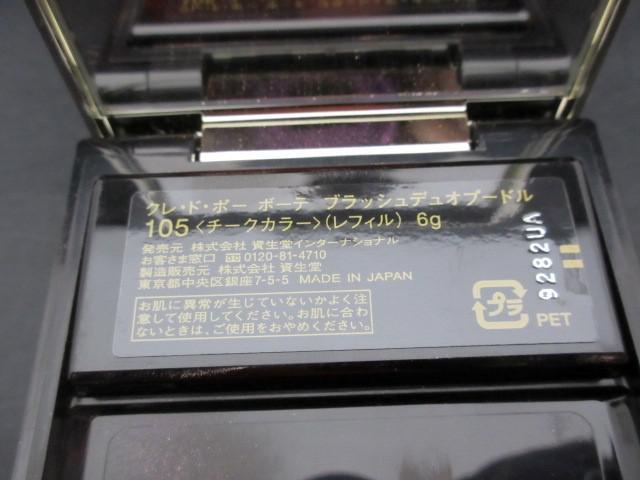 クレ・ド・ポー ボーテ ブラッシュデュオプードル
105〈チークカラー〉(レフィル) 6g
発売元 株式会社 資生堂インターナショナル
お客さま窓口 0120-81-4710
製造販売元 株式会社 資生堂
東京都中央区銀座7-5-5 MADE IN JAPAN
お肌に異常が生じていないかよく注
意して使用してください。お肌に合わ
ないときは、ご使用をおやめください。
プラ
PET
9282UA